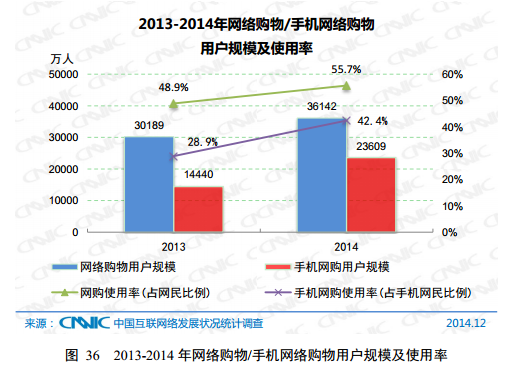 2013-2014年网络购物/手机网络购物
用户规模及使用率
万人
50000
40000
30000
20000
10000
0
60%
50%
40%
30%
20%
10%
0%
48.9%
55.7%
30189
28.9%
14440
36142
42.4%
23609
2013
2014
网络购物用户规模
手机网购用户规模
网购使用率(占网民比例)
手机网购使用率(占手机网民比例)
来源： CNNIC 中国互联网络发展状况统计调查
2014.12
图 36 2013-2014 年网络购物/手机网络购物用户规模及使用率